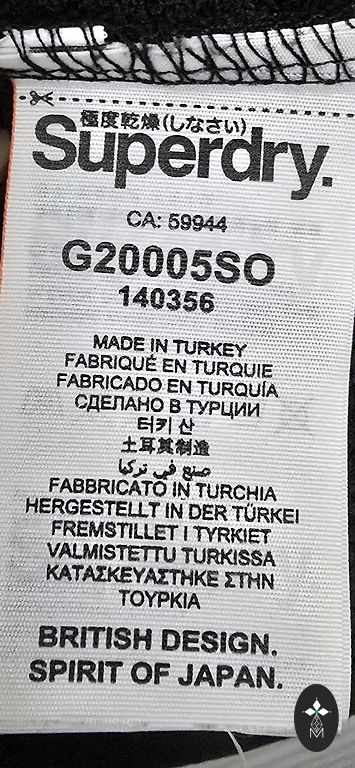 極度乾燥(しなさい)
Superdry.
CA: 59944
G20005SO
140356
MADE IN TURKEY
FABRIQUÉ EN TURQUIE
FABRICADO EN TURQUÍA
СДЕЛАНО В ТУРЦИИ
터키 산
土耳其制造
صنع في تركيا
FABBRICATO IN TURCHIA
HERGESTELLT IN DER TÜRKEI
FREMSTILLET I TYRKIET
VALMISTETTU TURKISSA
ΚΑΤΑΣΚΕΥΑΣΤΗΚΕ ΣΤΗΝ
ΤΟΥΡΚΙΑ
BRITISH DESIGN.
SPIRIT OF JAPAN.
M